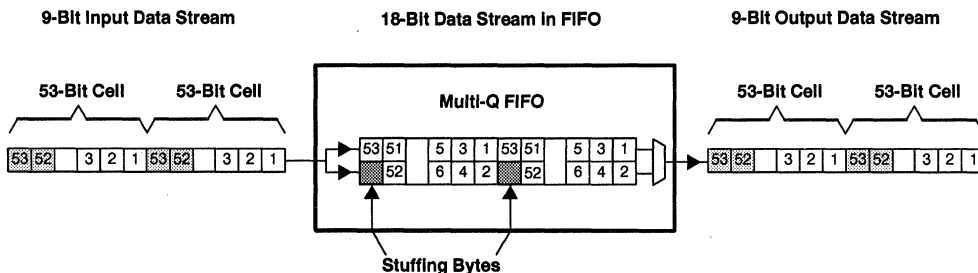 9-Bit Input Data Stream
18-Bit Data Stream in FIFO
9-Bit Output Data Stream
53-Bit Cell 53-Bit Cell
Multi-Q FIFO
53-Bit Cell 53-Bit Cell
53 52 3 2 1 53 52 3 2 1
53 51 5 3 1 53 51 5 3 1
52 6 4 2 52 6 4 2
53 52 3 2 1 53 52 3 2 1
Stuffing Bytes